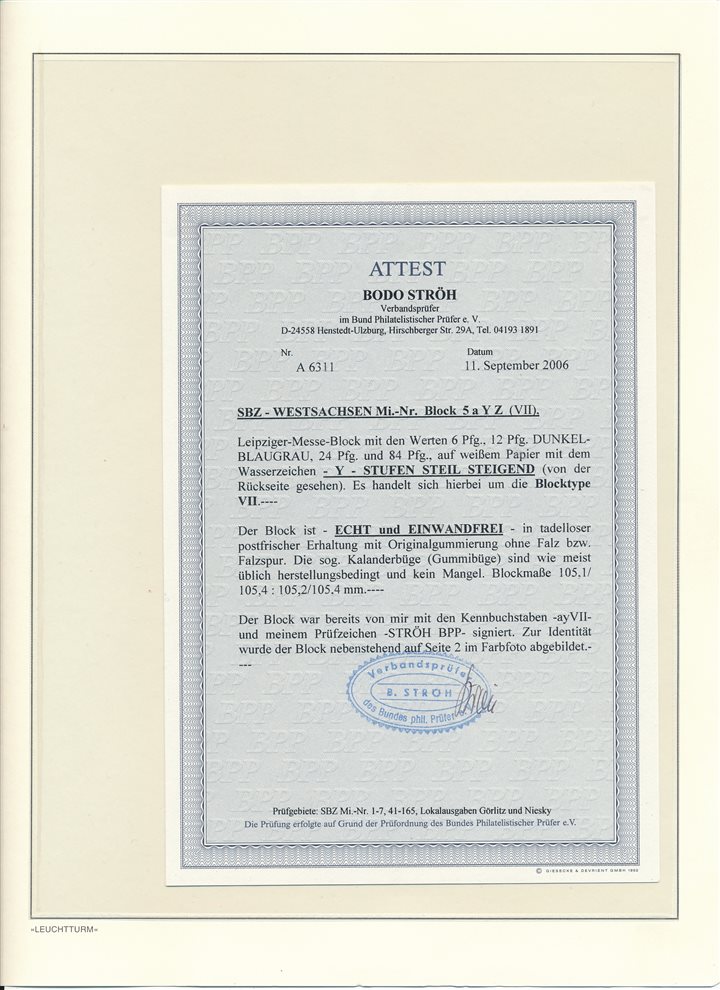 ATTEST
BODO STRÖH
Verbandsprüfer
im Bund Philatelistischer Prüfer e. V.
D-24558 Henstedt-Ulzburg, Hirschberger Str. 29A, Tel. 04193 1891
Nr. Datum
A 6311 11. September 2006
SBZ - WESTSACHSEN Mi.-Nr. Block 5 a Y Z (VII).
Leipziger-Messe-Block mit den Werten 6 Pfg., 12 Pfg. DUNKEL-
BLAUGRAU, 24 Pfg. und 84 Pfg., auf weißem Papier mit dem
Wasserzeichen - Y - STUFEN STEIL STEIGEND (von der
Rückseite gesehen). Es handelt sich hierbei um die Blocktype
VII.----
Der Block ist - ECHT und EINWANDFREI - in tadelloser
postfrischer Erhaltung mit Originalgummierung ohne Falz bzw.
Falzspur. Die sog. Kalanderbüge (Gummibüge) sind wie meist
üblich herstellungsbedingt und kein Mangel. Blockmaße 105,1/
105,4 : 105,2/105,4 mm.----
Der Block war bereits von mir mit den Kennbuchstaben -ayVII-
und meinem Prüfzeichen -STRÖH BPP- signiert. Zur Identität
wurde der Block nebenstehend auf Seite 2 im Farbfoto abgebildet.-
---
Verbandsprüfer
B. STRÖH
des Bundes phil. Prüfer
Prüfgebiete: SBZ Mi.-Nr. 1-7, 41-165, Lokalausgaben Görlitz und Niesky
Die Prüfung erfolgte auf Grund der Prüfordnung des Bundes Philatelistischer Prüfer e.V.
© GIESECKE & DEVRIENT GMBH 1990
»LEUCHTTURM«